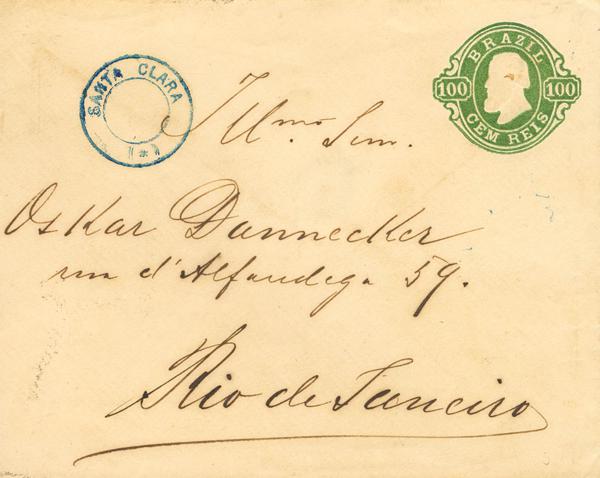 SANTA CLARA
BRAZIL
100 100
CEM REIS
Illmo. Snr.
Oskar Dannecker
rua d'Alfandega 59.
Rio de Janeiro